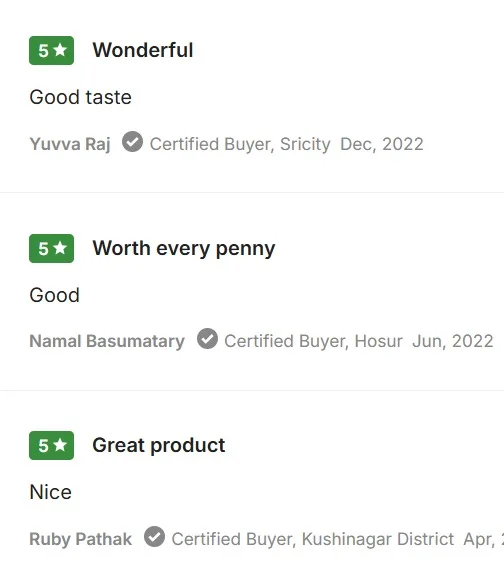 5★ Wonderful
Good taste
Yuvva Raj Certified Buyer, Sricity Dec, 2022
5★ Worth every penny
Good
Namal Basumatary Certified Buyer, Hosur Jun, 2022
5★ Great product
Nice
Ruby Pathak Certified Buyer, Kushinagar District Apr,